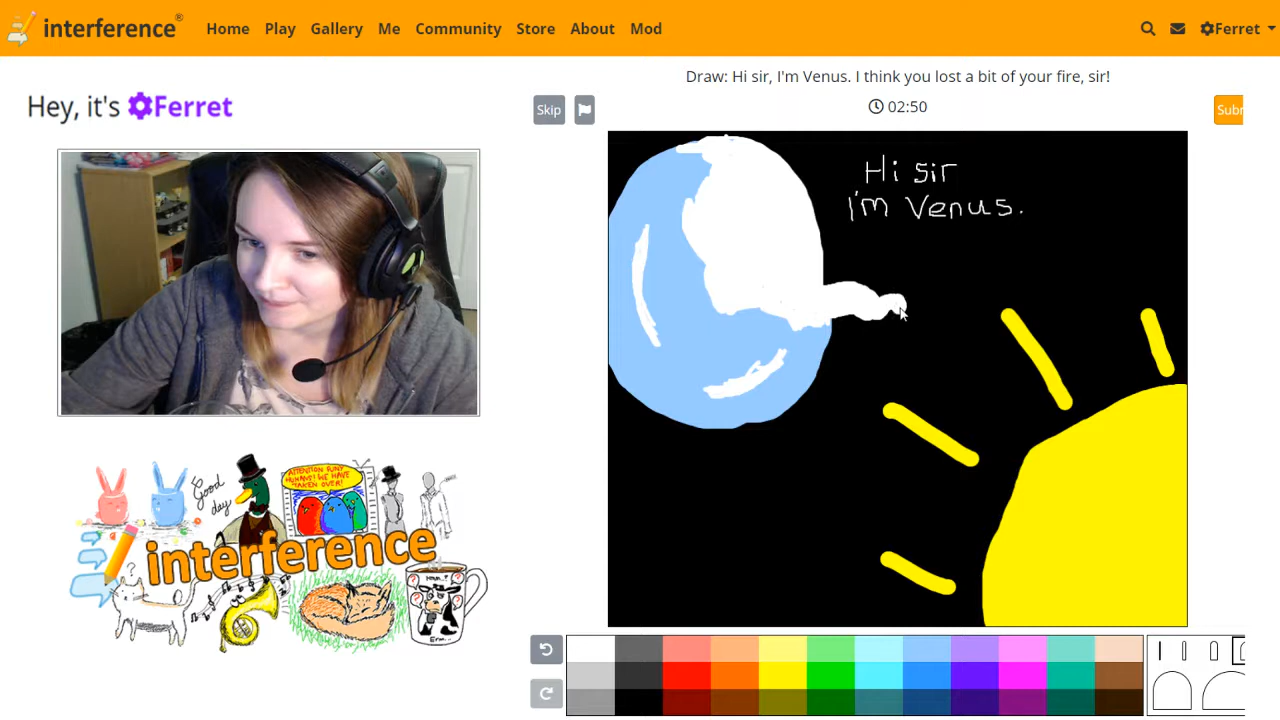 interference®
Home Play Gallery Me Community Store About Mod
Ferret
Draw: Hi sir, I'm Venus. I think you lost a bit of your fire, sir!
Hey, it's Ferret
02:50
Skip
Subr
Hi sir
I'm Venus.
Good
day
ATTENTION PUNY
HUMANS! WE HAVE
TAKEN OVER!
interference
Erm...